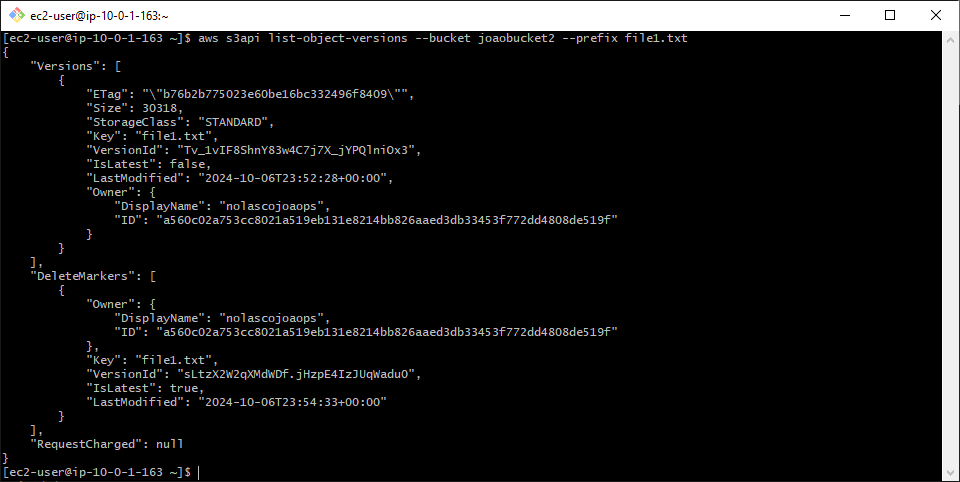 ec2-user@ip-10-0-1-163:~
[ec2-user@ip-10-0-1-163 ~]$ aws s3api list-object-versions --bucket joaobucket2 --prefix file1.txt
{
    "Versions": [
        {
            "ETag": "\"b76b2b775023e60be16bc332496f8409\"",
            "Size": 30318,
            "StorageClass": "STANDARD",
            "Key": "file1.txt",
            "VersionId": "Tv_1vIF8ShnY83w4C7j7X_jYPQlniOx3",
            "IsLatest": false,
            "LastModified": "2024-10-06T23:52:28+00:00",
            "Owner": {
                "DisplayName": "nolascojoaops",
                "ID": "a560c02a753cc8021a519eb131e8214bb826aaed3db33453f772dd4808de519f"
            }
        }
    ],
    "DeleteMarkers": [
        {
            "Owner": {
                "DisplayName": "nolascojoaops",
                "ID": "a560c02a753cc8021a519eb131e8214bb826aaed3db33453f772dd4808de519f"
            },
            "Key": "file1.txt",
            "VersionId": "sLtzX2W2qXMdWDf.jHzpE4IzJUqWaduO",
            "IsLatest": true,
            "LastModified": "2024-10-06T23:54:33+00:00"
        }
    ],
    "RequestCharged": null
}
[ec2-user@ip-10-0-1-163 ~]$